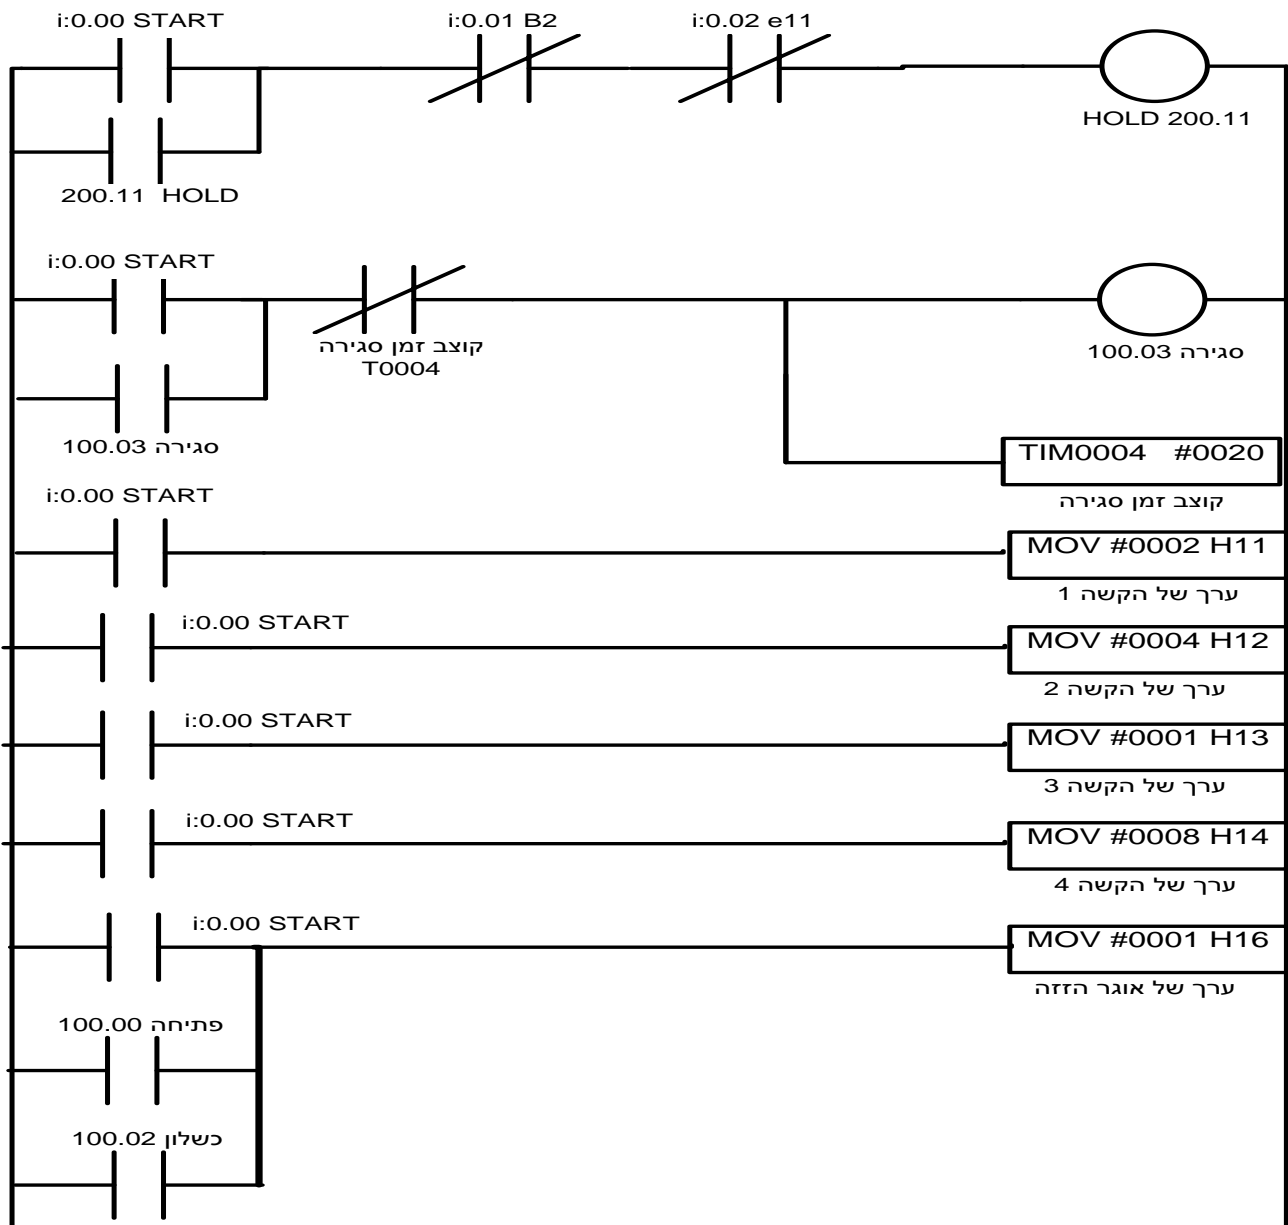 i:0.00 START
i:0.01 B2
i:0.02 e11
HOLD 200.11
200.11 HOLD
i:0.00 START
קוצב זמן סגירה
T0004
סגירה 100.03
סגירה 100.03
TIM0004 #0020
קוצב זמן סגירה
i:0.00 START
MOV #0002 H11
ערך של הקשה 1
i:0.00 START
MOV #0004 H12
ערך של הקשה 2
i:0.00 START
MOV #0001 H13
ערך של הקשה 3
i:0.00 START
MOV #0008 H14
ערך של הקשה 4
i:0.00 START
MOV #0001 H16
ערך של אוגר הזזה
פתיחה 100.00
כשלון 100.02